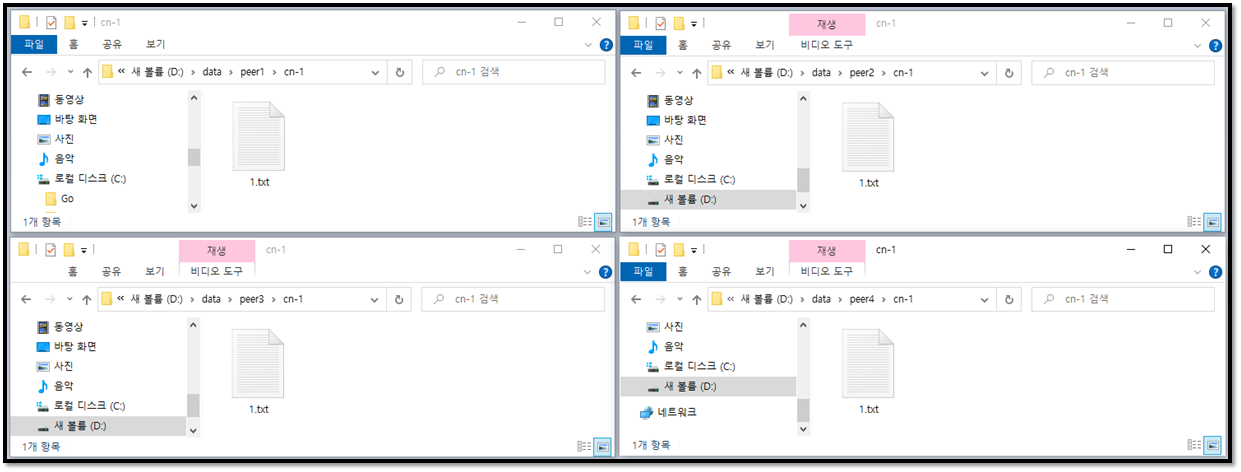 cn-1
파일 홈 공유 보기
« 새 볼륨 (D:) › data › peer1 › cn-1
cn-1 검색
동영상
바탕 화면
사진
음악
로컬 디스크 (C:)
Go
1.txt
1개 항목
재생 cn-1
파일 홈 공유 보기 비디오 도구
« 새 볼륨 (D:) › data › peer2 › cn-1
cn-1 검색
동영상
바탕 화면
사진
음악
로컬 디스크 (C:)
새 볼륨 (D:)
1.txt
1개 항목
재생 cn-1
홈 공유 보기 비디오 도구
« 새 볼륨 (D:) › data › peer3 › cn-1
cn-1 검색
동영상
바탕 화면
사진
음악
로컬 디스크 (C:)
새 볼륨 (D:)
1.txt
1개 항목
재생 cn-1
파일 홈 공유 보기 비디오 도구
« 새 볼륨 (D:) › data › peer4 › cn-1
cn-1 검색
사진
음악
로컬 디스크 (C:)
새 볼륨 (D:)
네트워크
1.txt
1개 항목